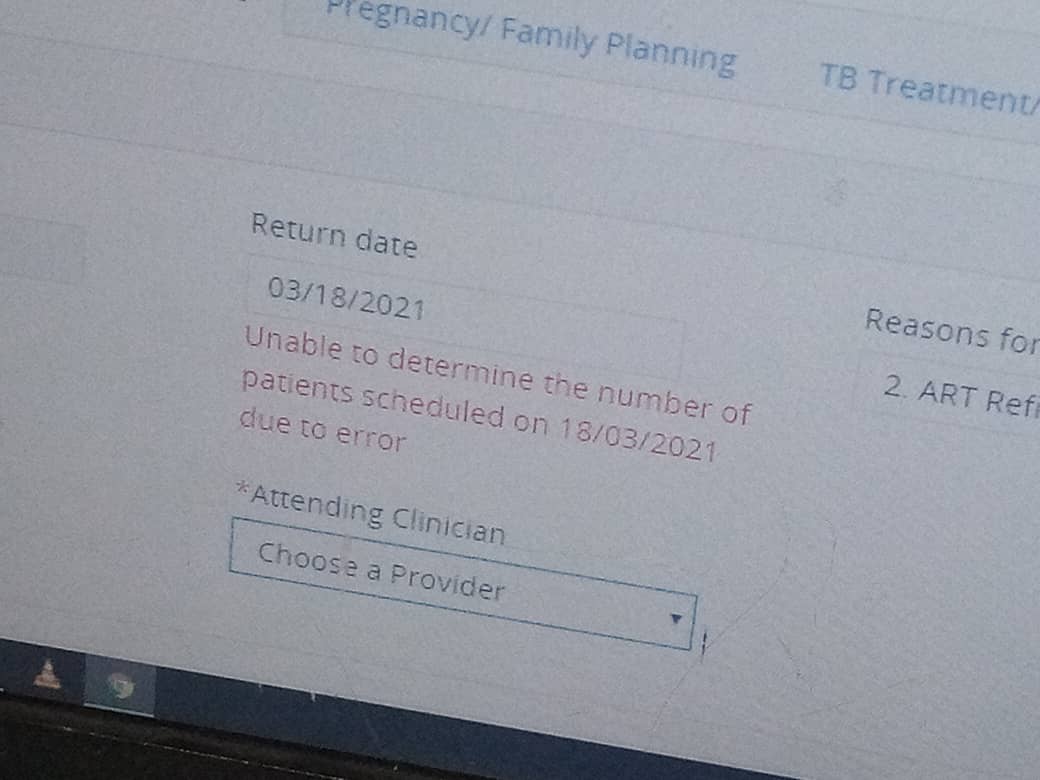 Pregnancy/ Family Planning
TB Treatment/
Return date
03/18/2021
Unable to determine the number of
patients scheduled on 18/03/2021
due to error
Reasons for
2. ART Refi
*Attending Clinician
Choose a Provider